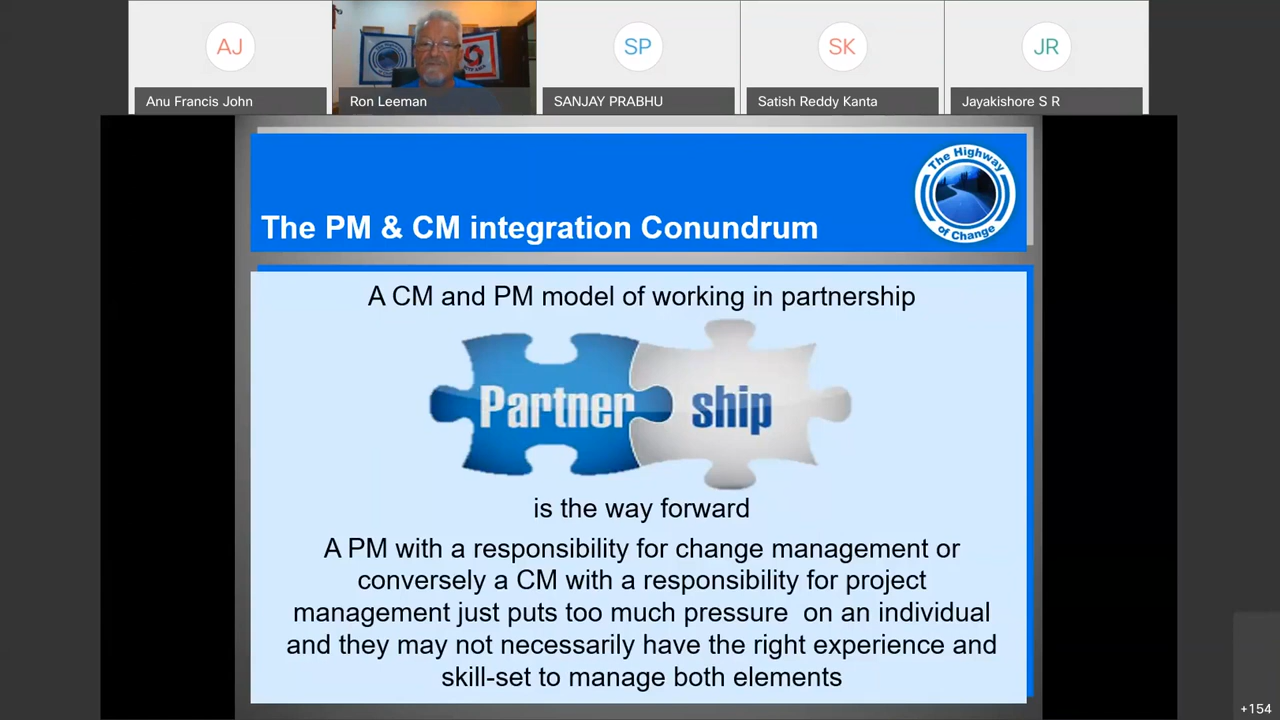 AJ
SP
SK
JR
Anu Francis John
Ron Leeman
SANJAY PRABHU
Satish Reddy Kanta
Jayakishore S R
The Highway
of Change
The PM & CM integration Conundrum
A CM and PM model of working in partnership
Partner ship
is the way forward
A PM with a responsibility for change management or
conversely a CM with a responsibility for project
management just puts too much pressure on an individual
and they may not necessarily have the right experience and
skill-set to manage both elements
+154